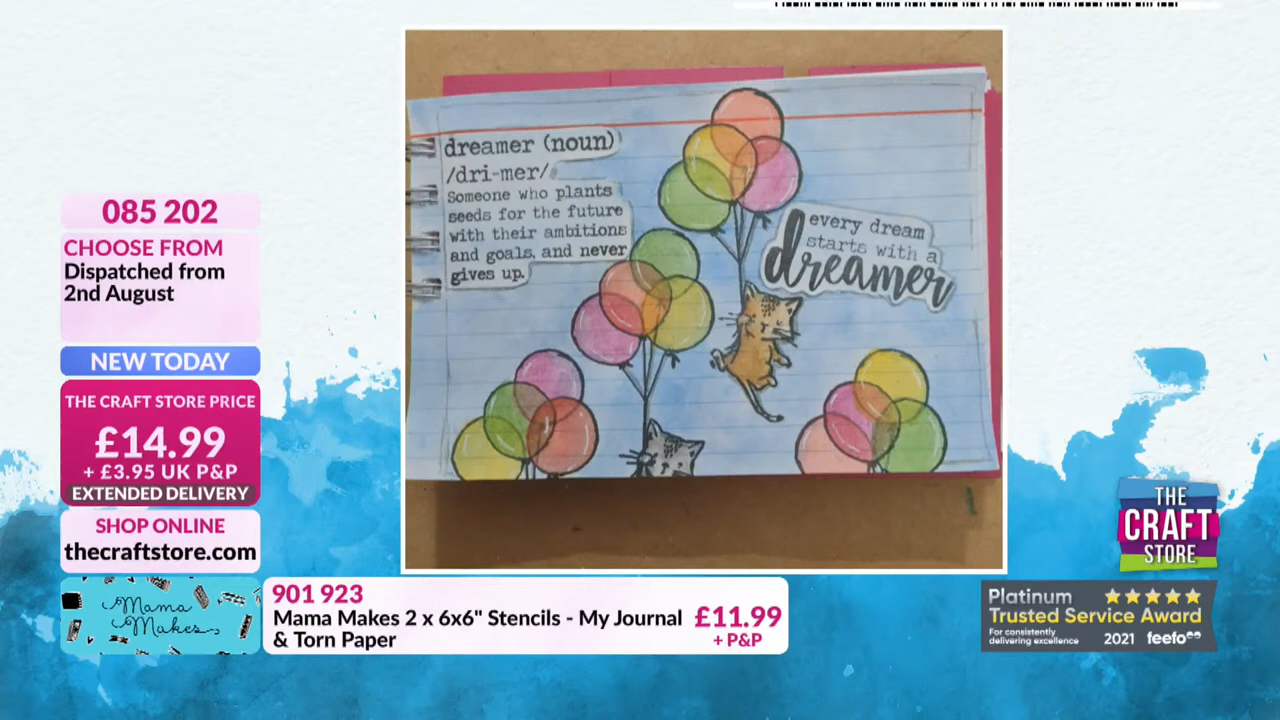 dreamer (noun)
/dri-mer/
Someone who plants
seeds for the future
with their ambitions
and goals, and never
gives up.
every dream
starts with a
dreamer
085 202
CHOOSE FROM
Dispatched from
2nd August
NEW TODAY
THE CRAFT STORE PRICE
£14.99
+ £3.95 UK P&P
EXTENDED DELIVERY
SHOP ONLINE
thecraftstore.com
Mama
Makes
901 923
Mama Makes 2 x 6x6" Stencils - My Journal
& Torn Paper
£11.99
+ P&P
THE
CRAFT
STORE
Platinum
Trusted Service Award
For consistently
delivering excellence
2021 feefo